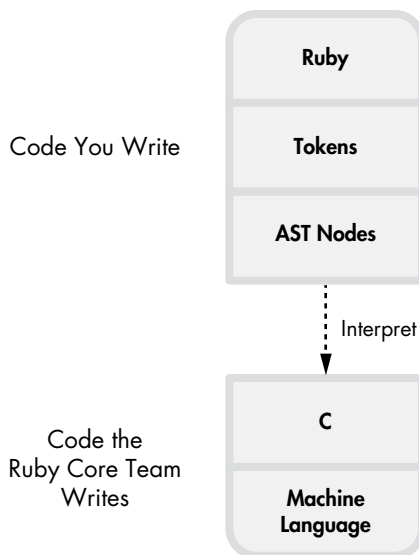 Ruby
Code You Write
Tokens
AST Nodes
Interpret
C
Code the
Ruby Core Team
Writes
Machine
Language